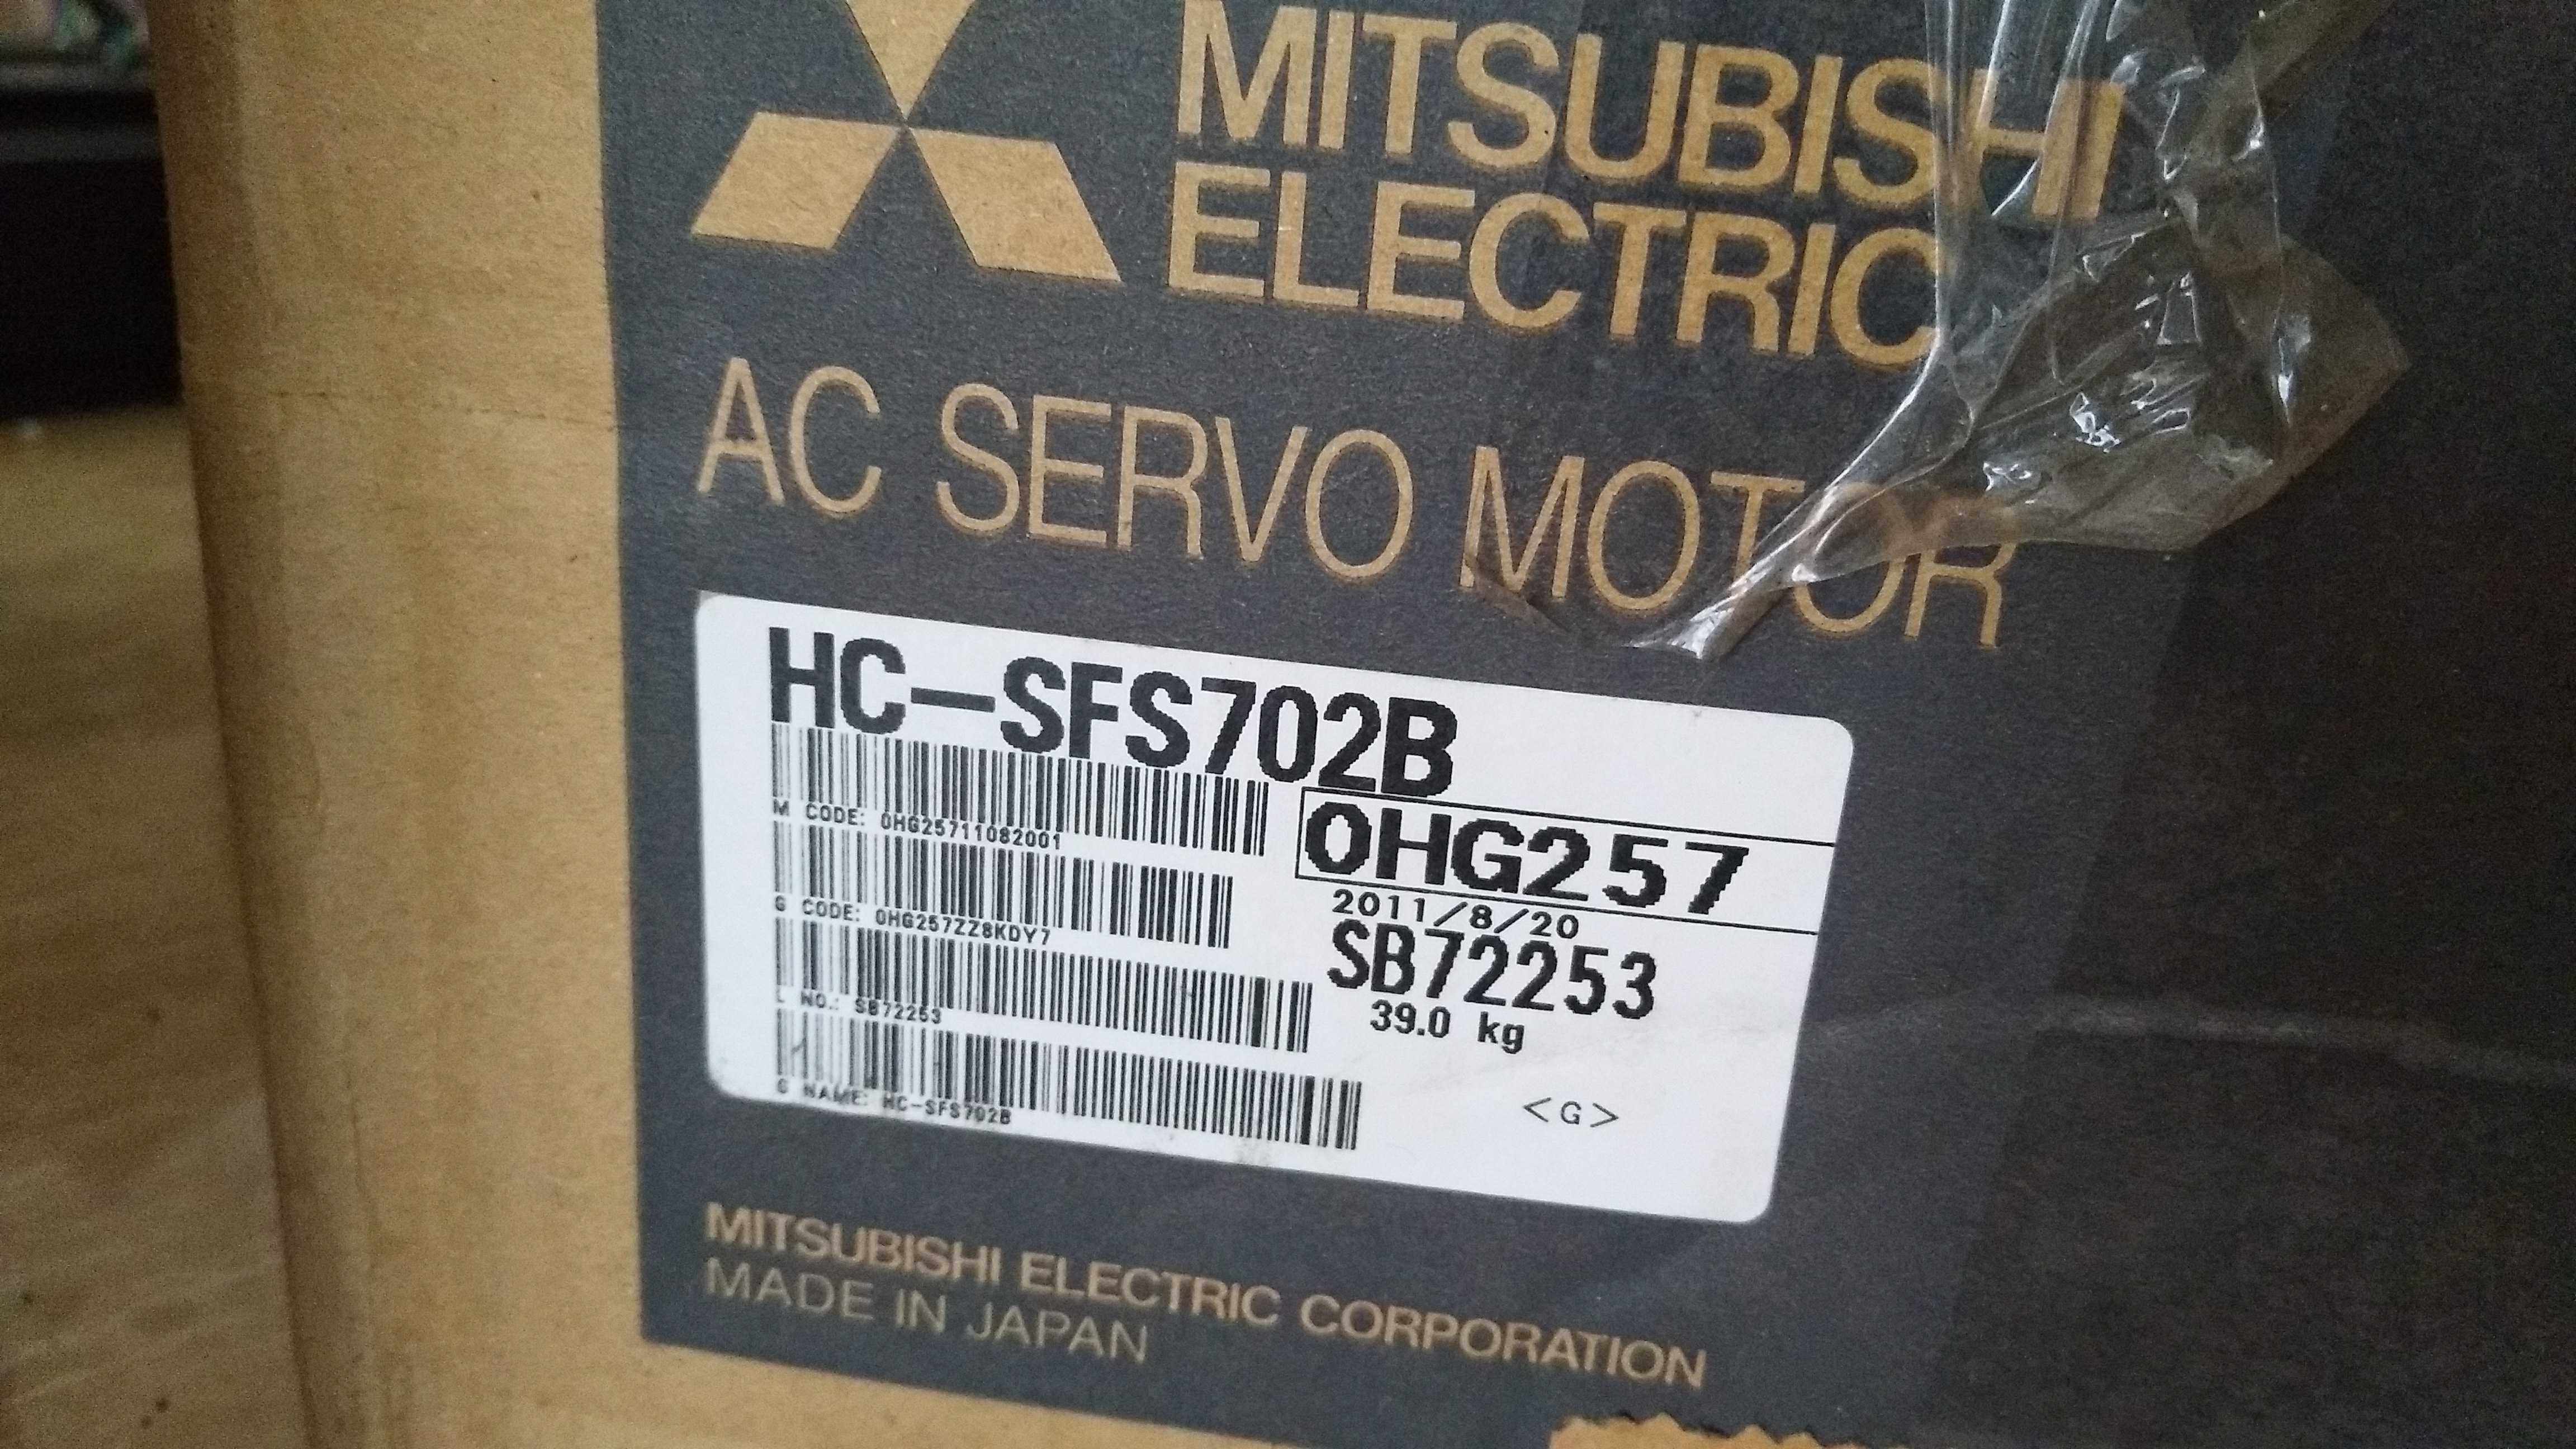 MITSUBISHI
ELECTRIC
AC SERVO MOTOR
HC-SFS702B
M CODE: 0HG25711082001
0HG257
2011/8/20
G CODE: 0HG257ZZ8KDY7
SB72253
L NO.: SB72253
39.0 kg
G NAME: HC-SFS702B
<G>
MITSUBISHI ELECTRIC CORPORATION
MADE IN JAPAN